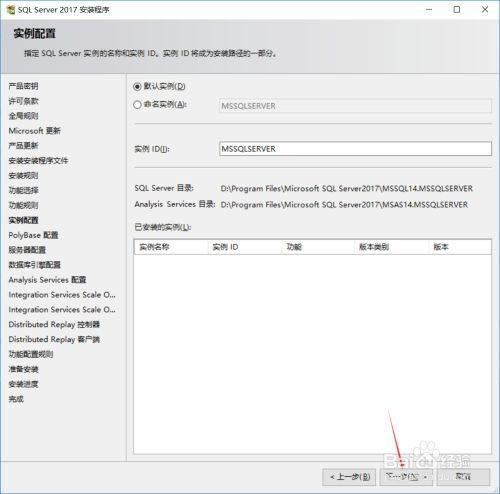 SQL Server 2017 安装程序
实例配置
指定 SQL Server 实例的名称和实例 ID。实例 ID 将成为安装路径的一部分。
产品密钥
许可条款
全局规则
Microsoft 更新
产品更新
安装安装程序文件
安装规则
功能选择
功能规则
实例配置
PolyBase 配置
服务器配置
数据库引擎配置
Analysis Services 配置
Integration Services Scale O...
Integration Services Scale O...
Distributed Replay 控制器
Distributed Replay 客户端
功能配置规则
准备安装
安装进度
完成
默认实例(D)
命名实例(A):
MSSQLSERVER
实例 ID(I):
MSSQLSERVER
SQL Server 目录: D:\Program Files\Microsoft SQL Server2017\MSSQL14.MSSQLSERVER
Analysis Services 目录: D:\Program Files\Microsoft SQL Server2017\MSAS14.MSSQLSERVER
已安装的实例(L):
实例名称 实例 ID 功能 版本类别 版本
< 上一步(B) 下一步(N) > 取消
Baidu 经验